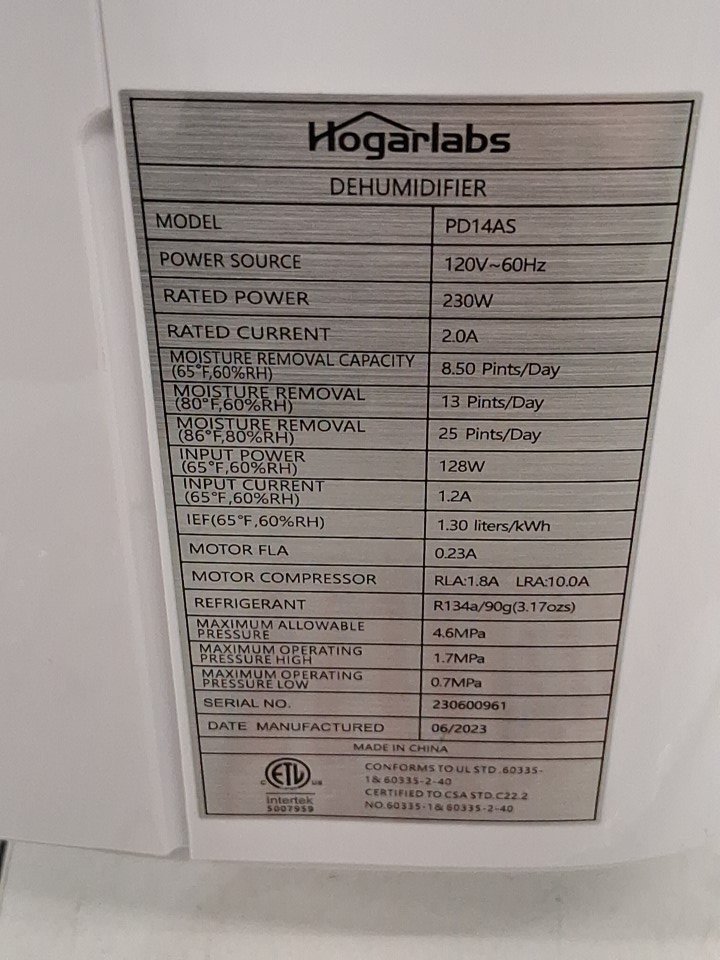 Hogarlabs
DEHUMIDIFIER
MODEL PD14AS
POWER SOURCE 120V~60Hz
RATED POWER 230W
RATED CURRENT 2.0A
MOISTURE REMOVAL CAPACITY
(65°F,60%RH) 8.50 Pints/Day
MOISTURE REMOVAL
(80°F,60%RH) 13 Pints/Day
MOISTURE REMOVAL
(86°F,80%RH) 25 Pints/Day
INPUT POWER
(65°F,60%RH) 128W
INPUT CURRENT
(65°F,60%RH) 1.2A
IEF(65°F,60%RH) 1.30 liters/kWh
MOTOR FLA 0.23A
MOTOR COMPRESSOR RLA:1.8A LRA:10.0A
REFRIGERANT R134a/90g(3.17ozs)
MAXIMUM ALLOWABLE
PRESSURE 4.6MPa
MAXIMUM OPERATING
PRESSURE HIGH 1.7MPa
MAXIMUM OPERATING
PRESSURE LOW 0.7MPa
SERIAL NO. 230600961
DATE MANUFACTURED 06/2023
MADE IN CHINA
C ETL US
Intertek
5007959
CONFORMS TO UL STD .60335-
1& 60335-2-40
CERTIFIED TO CSA STD.C22.2
NO.60335-1& 60335-2-40